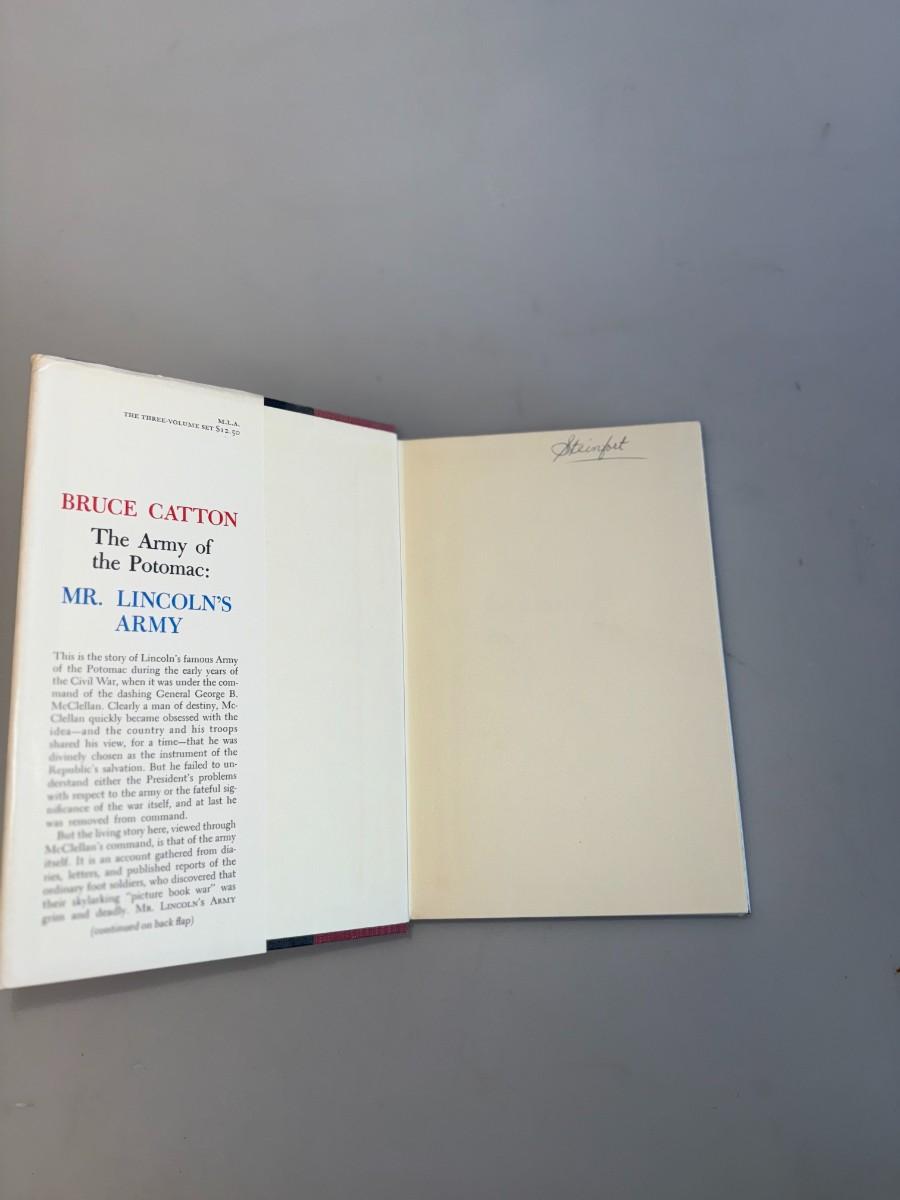 M.L.A.
THE THREE-VOLUME SET $12.50
BRUCE CATTON
The Army of
the Potomac:
MR. LINCOLN'S
ARMY
This is the story of Lincoln's famous Army
of the Potomac during the early years of
the Civil War, when it was under the com-
mand of the dashing General George B.
McClellan. Clearly a man of destiny, Mc-
Clellan quickly became obsessed with the
idea—and the country and his troops
shared his view, for a time—that he was
divinely chosen as the instrument of the
Republic's salvation. But he failed to un-
derstand either the President's problems
with respect to the army or the fateful sig-
nificance of the war itself, and at last he
was removed from command.
But the living story here, viewed through
McClellan's command, is that of the army
itself. It is an account gathered from dia-
ries, letters, and published reports of the
ordinary foot soldiers, who discovered that
their skylarking "picture book war" was
grim and deadly. MR. LINCOLN'S ARMY
(continued on back flap)
Steinfort